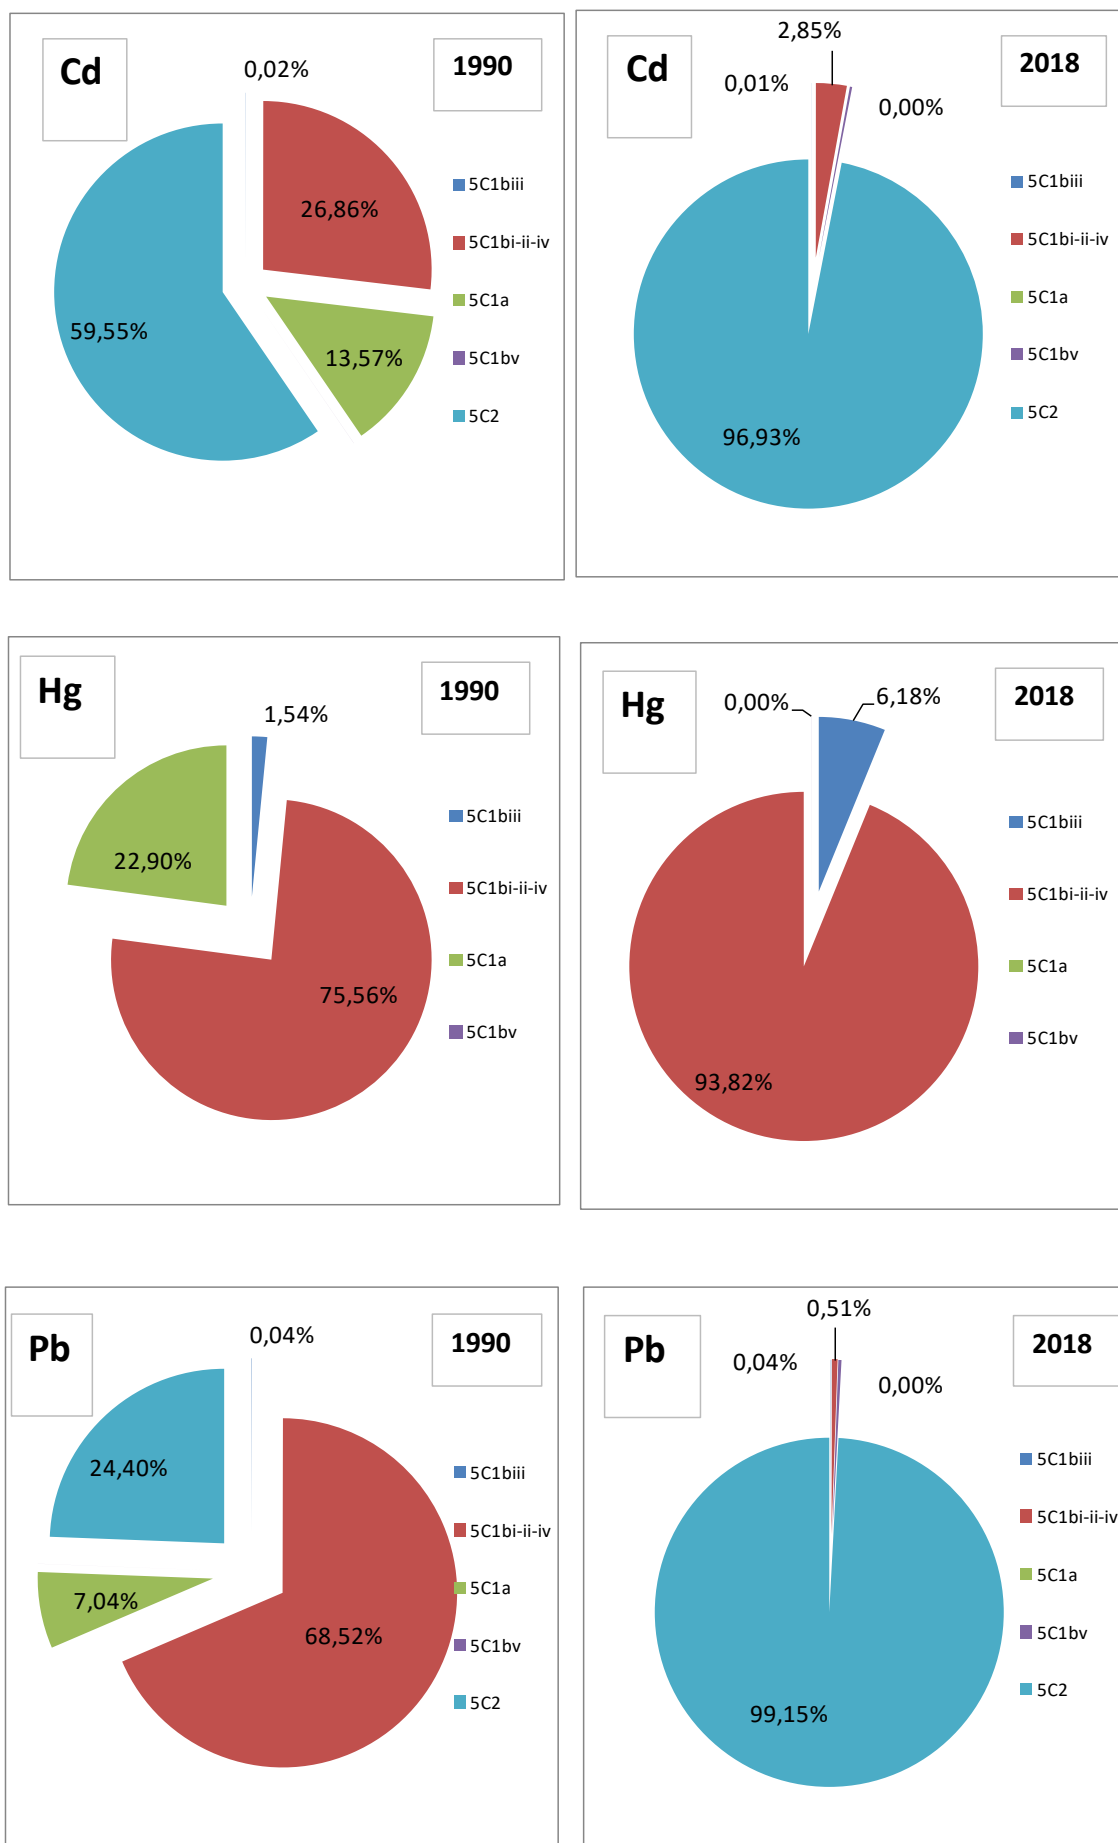 Cd
1990
0,02%
26,86%
13,57%
59,55%
5C1biii
5C1bi-ii-iv
5C1a
5C1bv
5C2
Cd
2018
2,85%
0,01%
0,00%
96,93%
5C1biii
5C1bi-ii-iv
5C1a
5C1bv
5C2
Hg
1990
1,54%
22,90%
75,56%
5C1biii
5C1bi-ii-iv
5C1a
5C1bv
Hg
2018
0,00%
6,18%
93,82%
5C1biii
5C1bi-ii-iv
5C1a
5C1bv
Pb
1990
0,04%
24,40%
7,04%
68,52%
5C1biii
5C1bi-ii-iv
5C1a
5C1bv
5C2
Pb
2018
0,51%
0,04%
0,00%
99,15%
5C1biii
5C1bi-ii-iv
5C1a
5C1bv
5C2